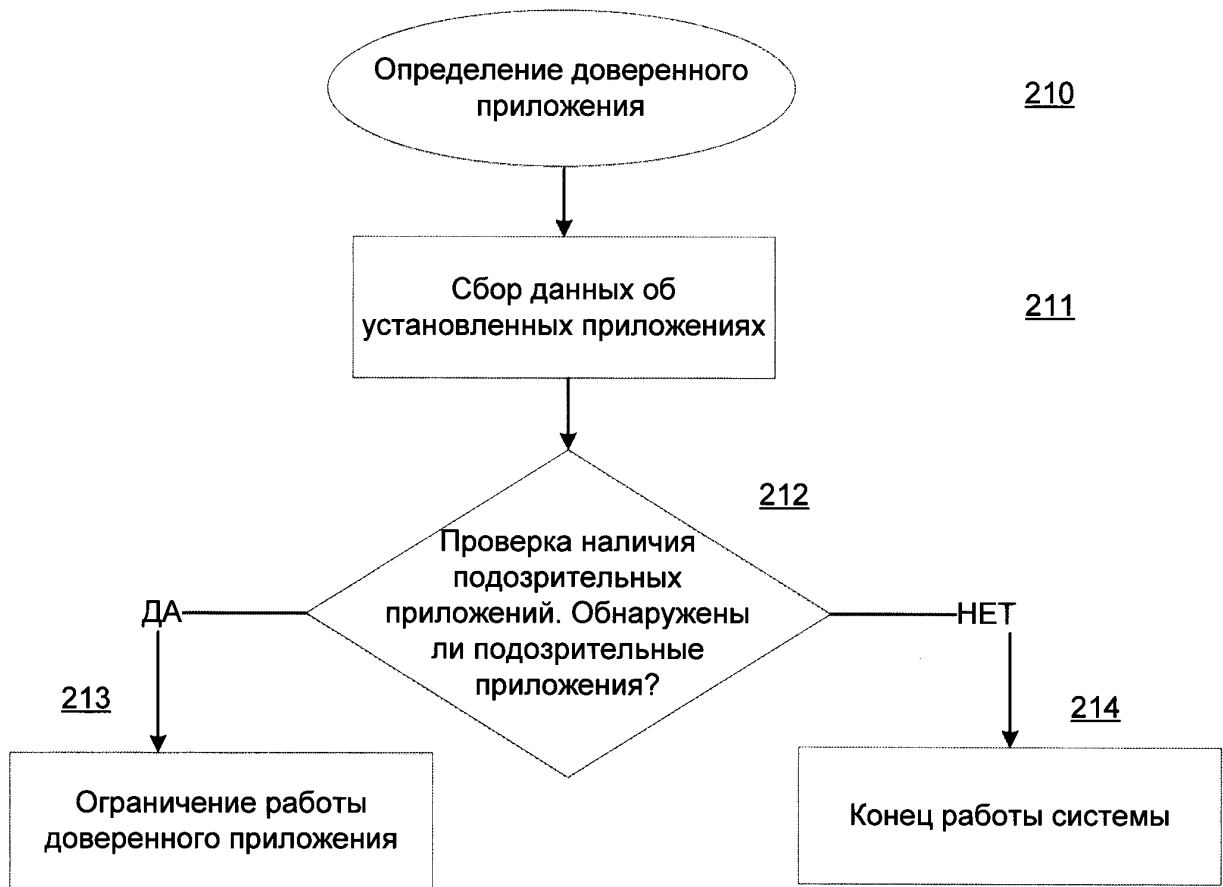 Определение доверенного
приложения
210
Сбор данных об
установленных приложениях
211
212
Проверка наличия
подозрительных
приложений. Обнаружены
ли подозрительные
приложения?
ДА
НЕТ
213
214
Ограничение работы
доверенного приложения
Конец работы системы